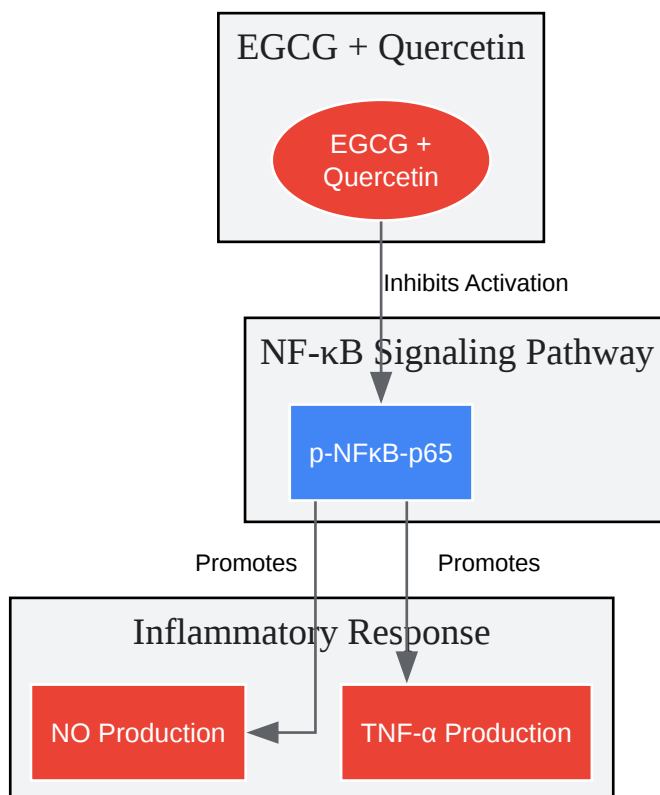 EGCG + Quercetin
EGCG +
Quercetin
Inhibits Activation
NF-κB Signaling Pathway
p-NFκB-p65
Promotes
Promotes
Inflammatory Response
NO Production
TNF-α Production